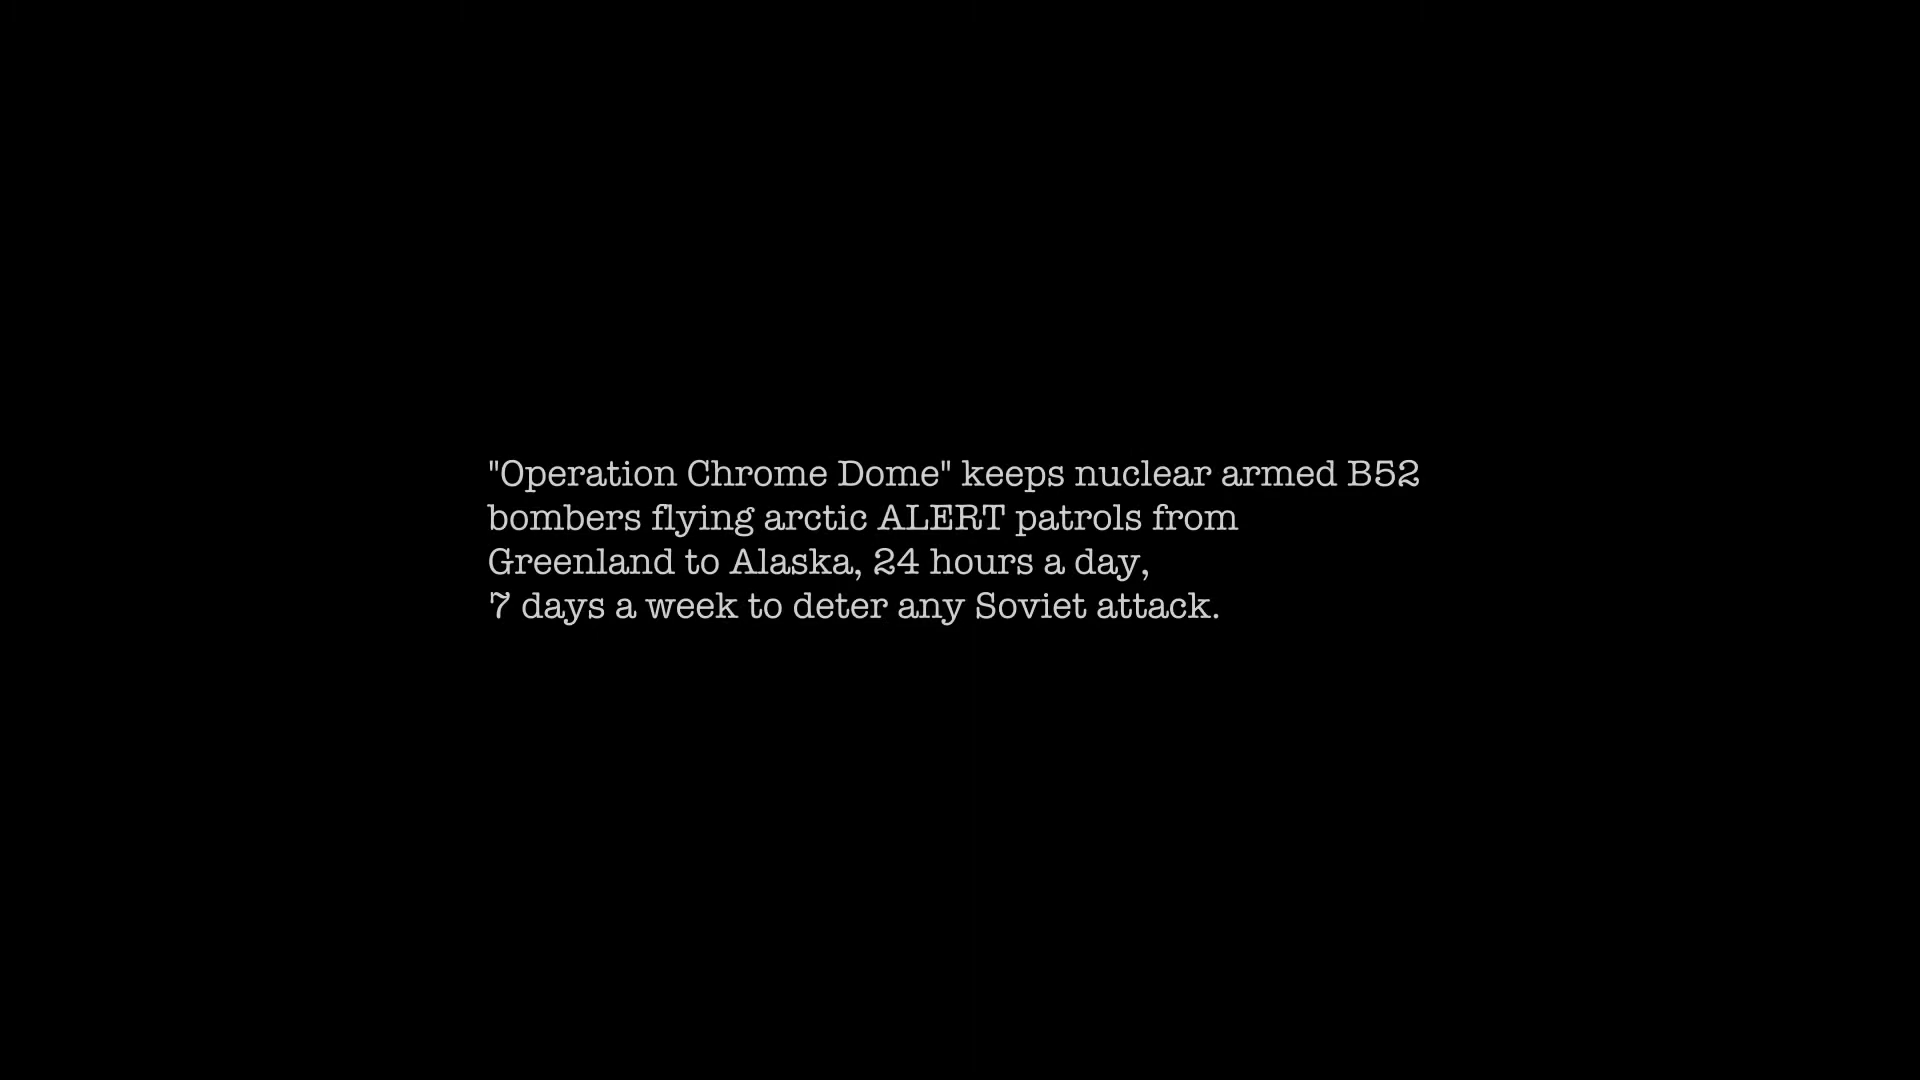 "Operation Chrome Dome" keeps nuclear armed B52
bombers flying arctic ALERT patrols from
Greenland to Alaska, 24 hours a day,
7 days a week to deter any Soviet attack.